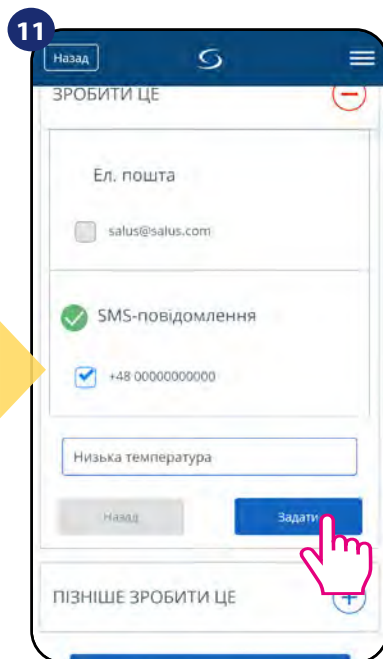 11
Назад
ЗРОБИТИ ЦЕ
Ел. пошта
salus@salus.com
SMS-повідомлення
+48 00000000000
Низька температура
Назад
Задати
ПІЗНІШЕ ЗРОБИТИ ЦЕ